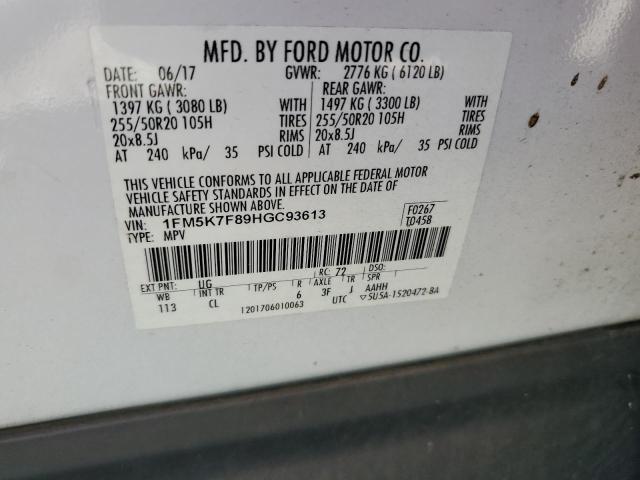 MFD. BY FORD MOTOR CO.
DATE: 06/17 GVWR: 2776 KG ( 6120 LB)
FRONT GAWR: REAR GAWR:
1397 KG ( 3080 LB) WITH 1497 KG ( 3300 LB) WITH
255/50R20 105H TIRES 255/50R20 105H TIRES
20x8.5J RIMS 20x8.5J RIMS
AT 240 kPa/ 35 PSI COLD AT 240 kPa/ 35 PSI COLD
THIS VEHICLE CONFORMS TO ALL APPLICABLE FEDERAL MOTOR
VEHICLE SAFETY STANDARDS IN EFFECT ON THE DATE OF
MANUFACTURE SHOWN ABOVE.
VIN: 1FM5K7F89HGC93613
TYPE: MPV
F0267
T0458
EXT PNT: UG RC: 72 DSO:
WB INT TR TP/PS R AXLE TR SPR
113 CL 6 3F J AAHH
1201706010063 UTC ▽5U5A-1520472-BA